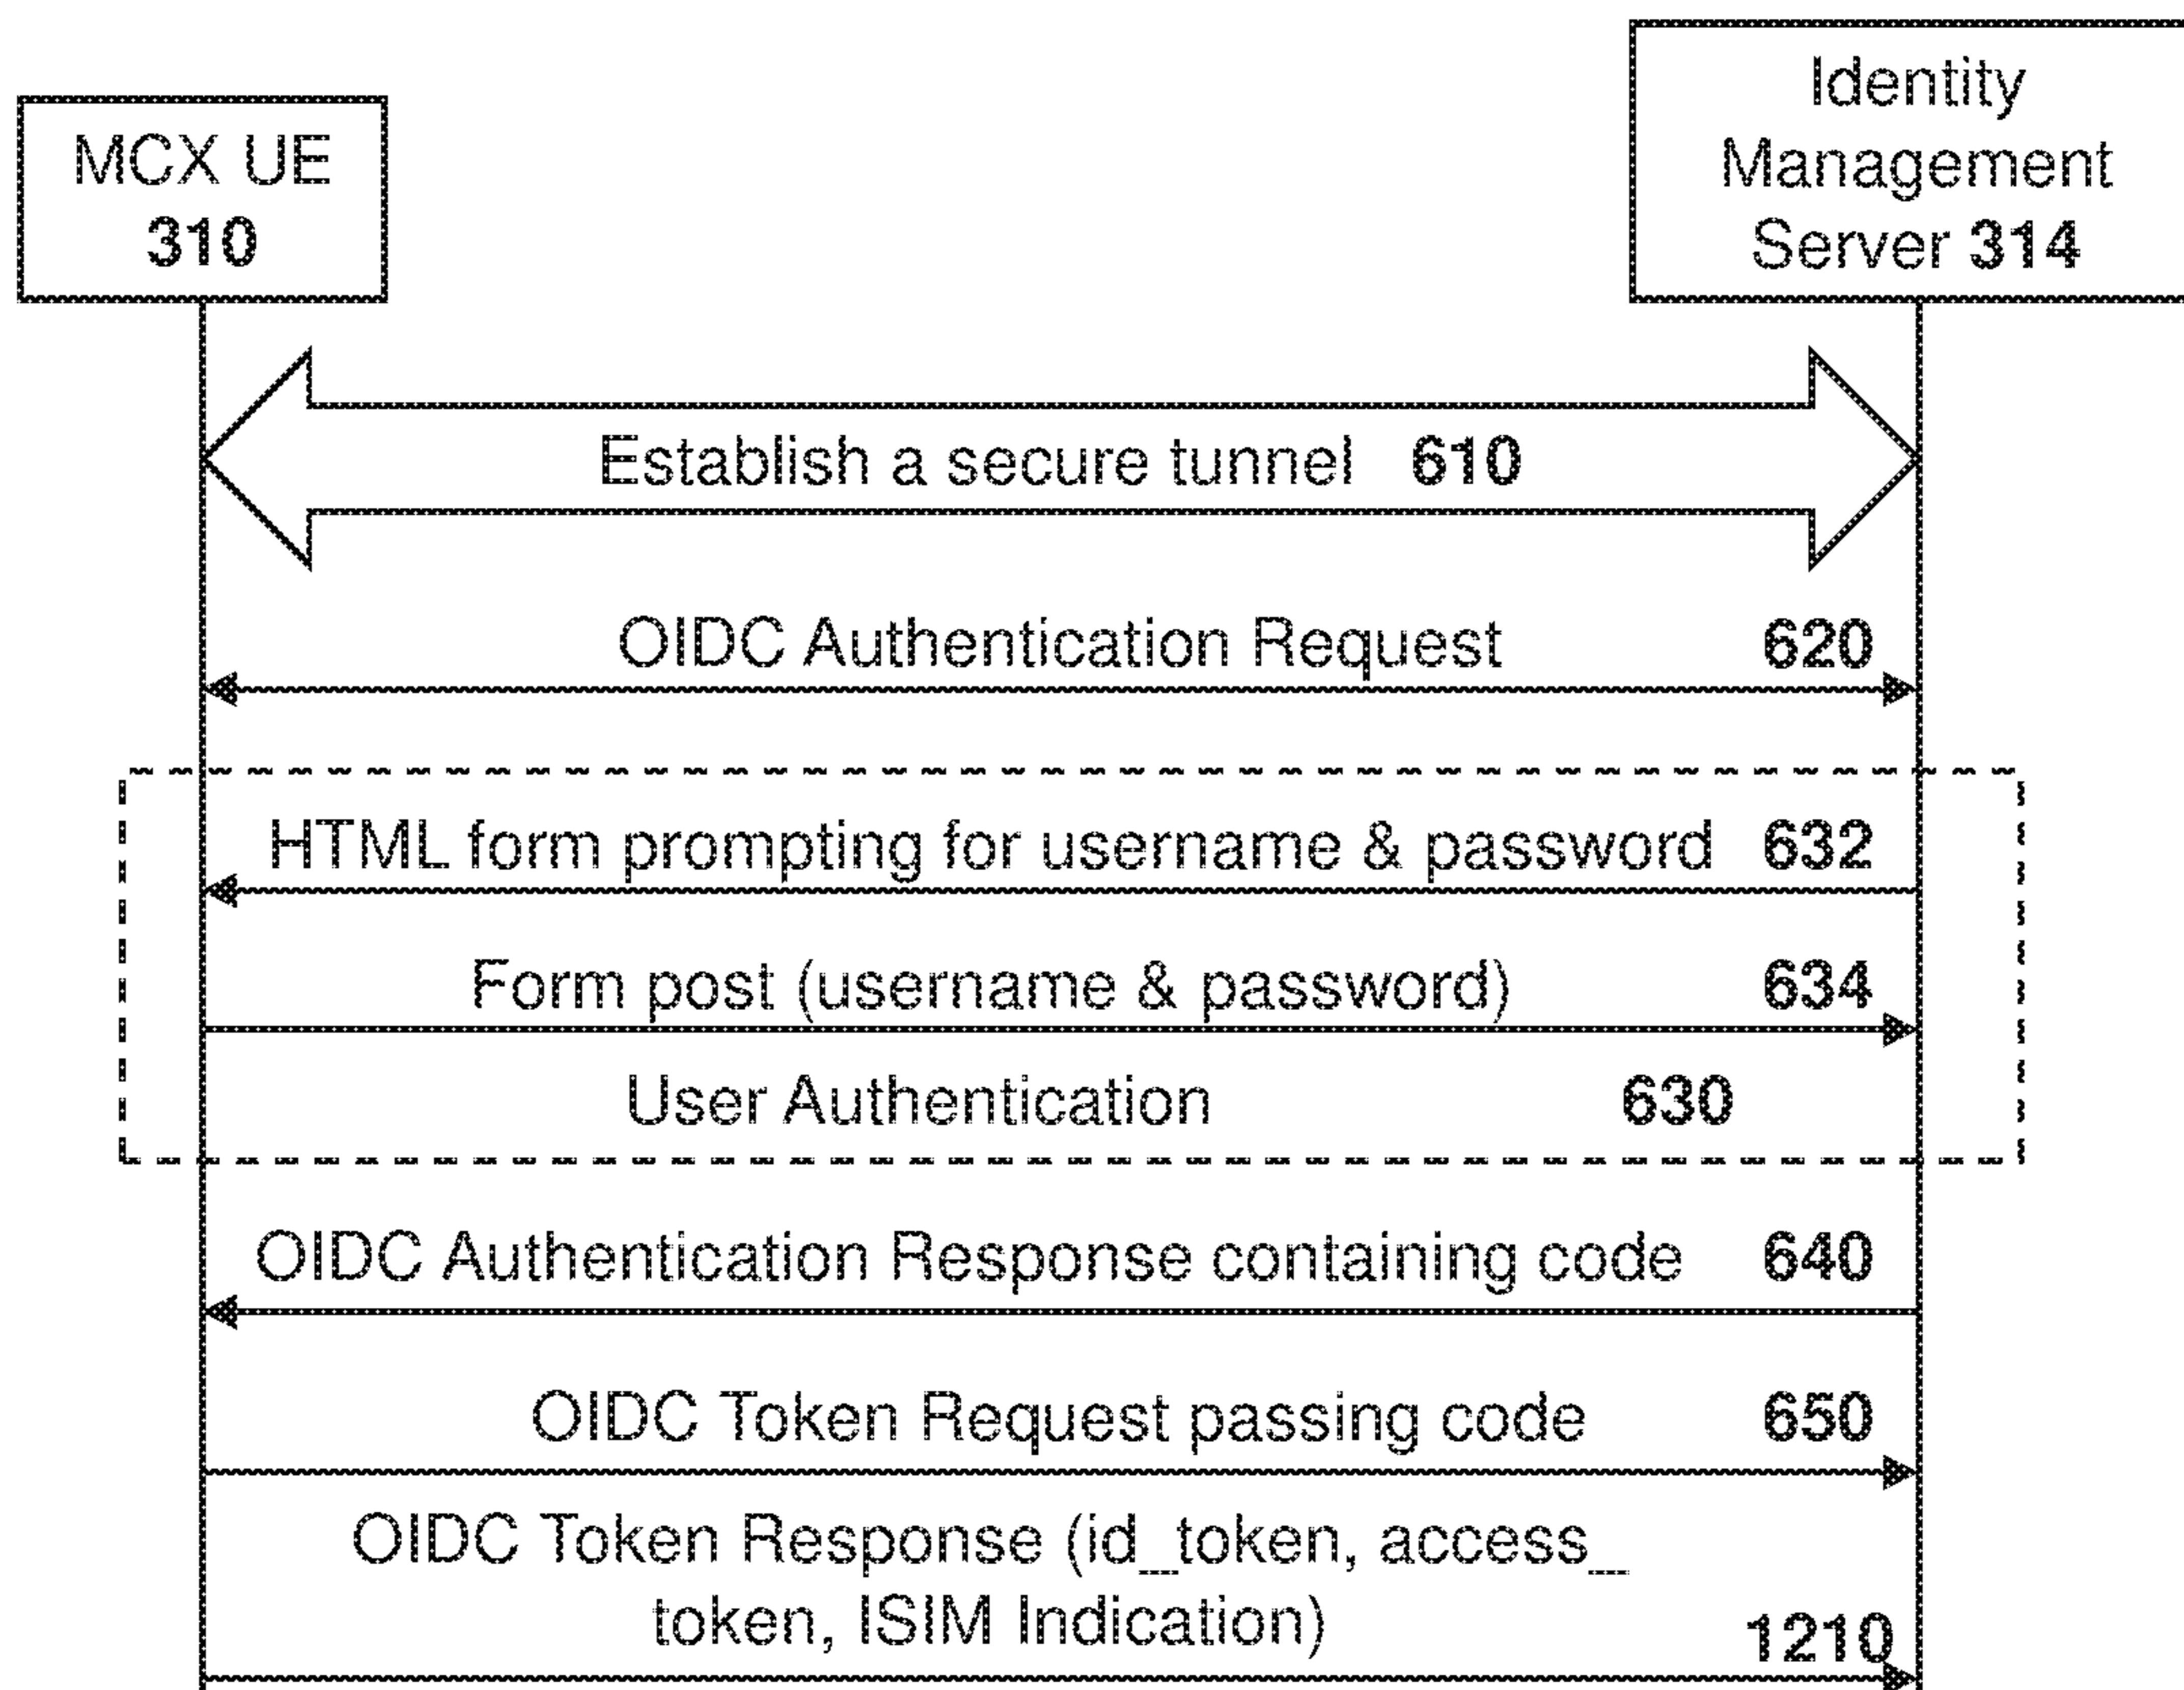 MCX UE
310
Identity
Management
Server 314
Establish a secure tunnel 610
OIDC Authentication Request 620
HTML form prompting for username & password 632
Form post (username & password) 634
User Authentication 630
OIDC Authentication Response containing code 640
OIDC Token Request passing code 650
OIDC Token Response (id_token, access_
token, ISIM Indication) 1210